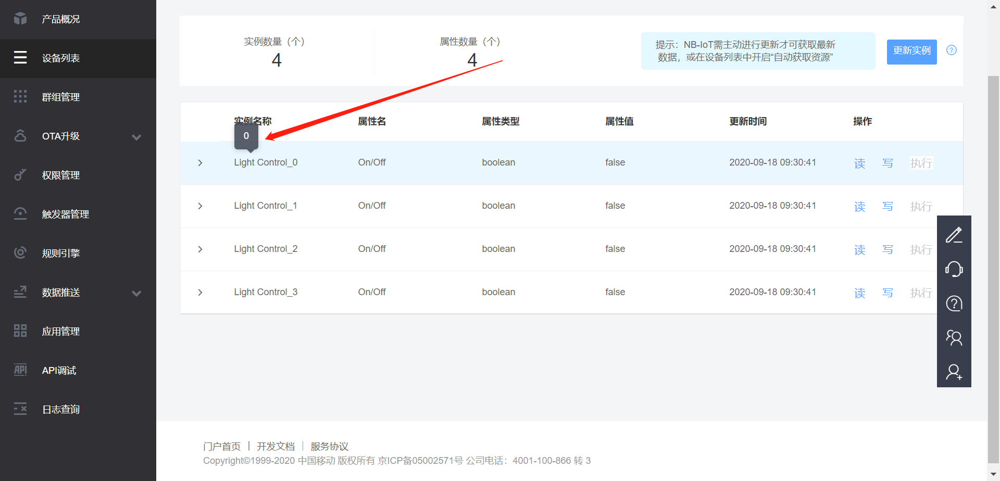 产品概况
设备列表
群组管理
OTA升级
权限管理
触发器管理
规则引擎
数据推送
应用管理
API
API调试
日志查询
实例数量（个）
4
属性数量（个）
4
提示：NB-IoT需主动进行更新才可获取最新
数据，或在设备列表中开启“自动获取资源”
更新实例
?
实例名称 属性名 属性类型 属性值 更新时间 操作
0
Light Control_0 On/Off boolean false 2020-09-18 09:30:41 读 写 执行
Light Control_1 On/Off boolean false 2020-09-18 09:30:41 读 写 执行
Light Control_2 On/Off boolean false 2020-09-18 09:30:41 读 写 执行
Light Control_3 On/Off boolean false 2020-09-18 09:30:41 读 写 执行
?
门户首页 | 开发文档 | 服务协议
Copyright©1999-2020 中国移动 版权所有 京ICP备05002571号 公司电话：4001-100-866 转 3